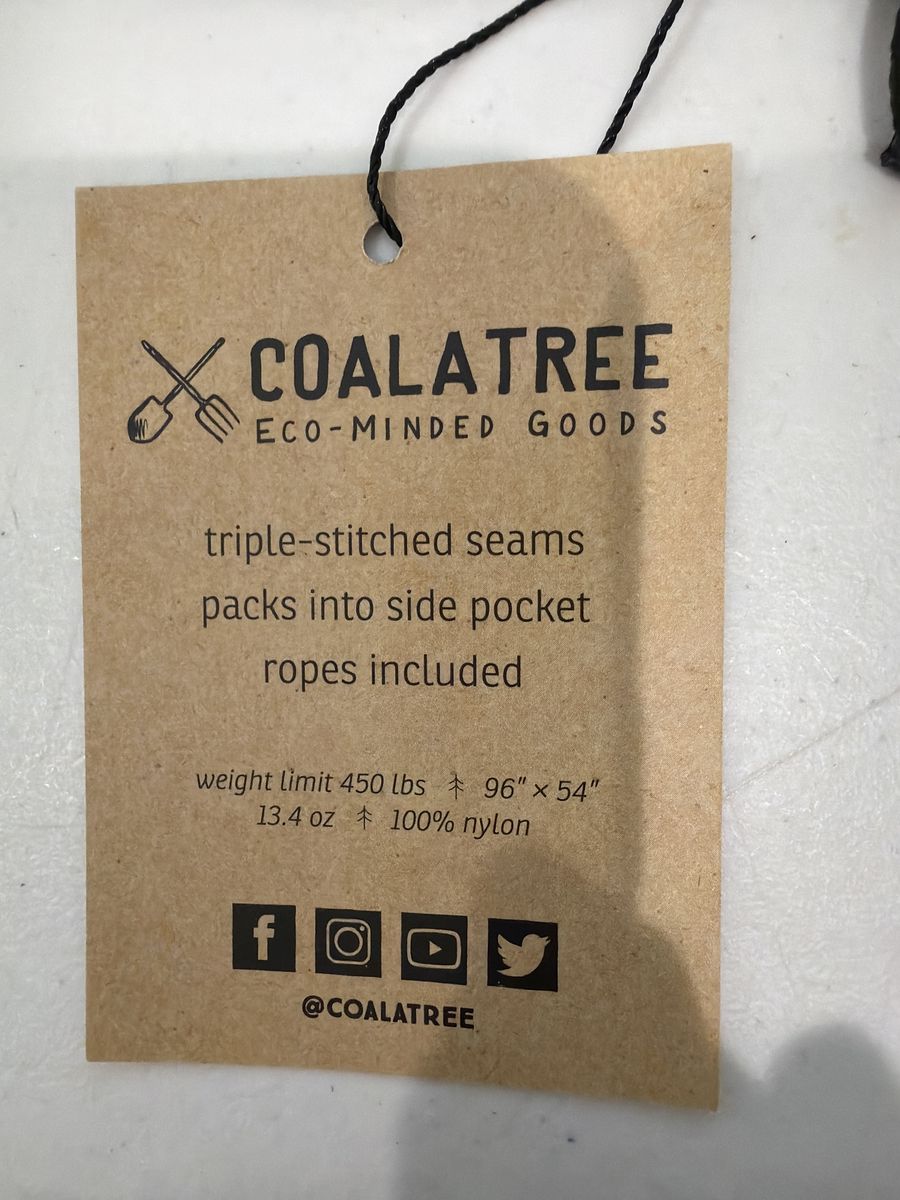 COALATREE
ECO-MINDED GOODS
triple-stitched seams
packs into side pocket
ropes included
weight limit 450 lbs 96" × 54"
13.4 oz 100% nylon
@COALATREE